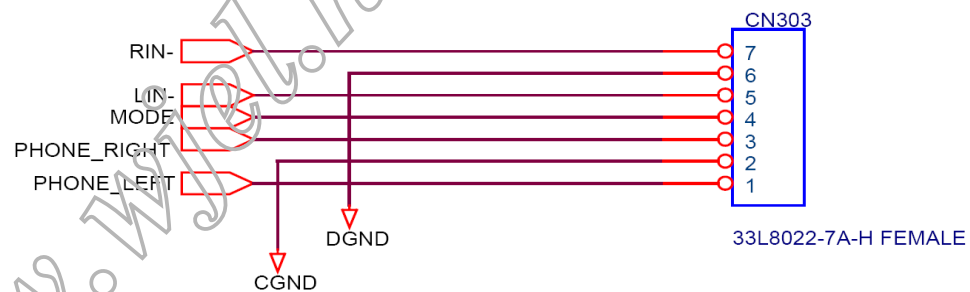 CN303
RIN- 7
6
LIN- 5
MODE 4
PHONE_RIGHT 3
2
PHONE_LEFT 1
DGND
33L8022-7A-H FEMALE
CGND